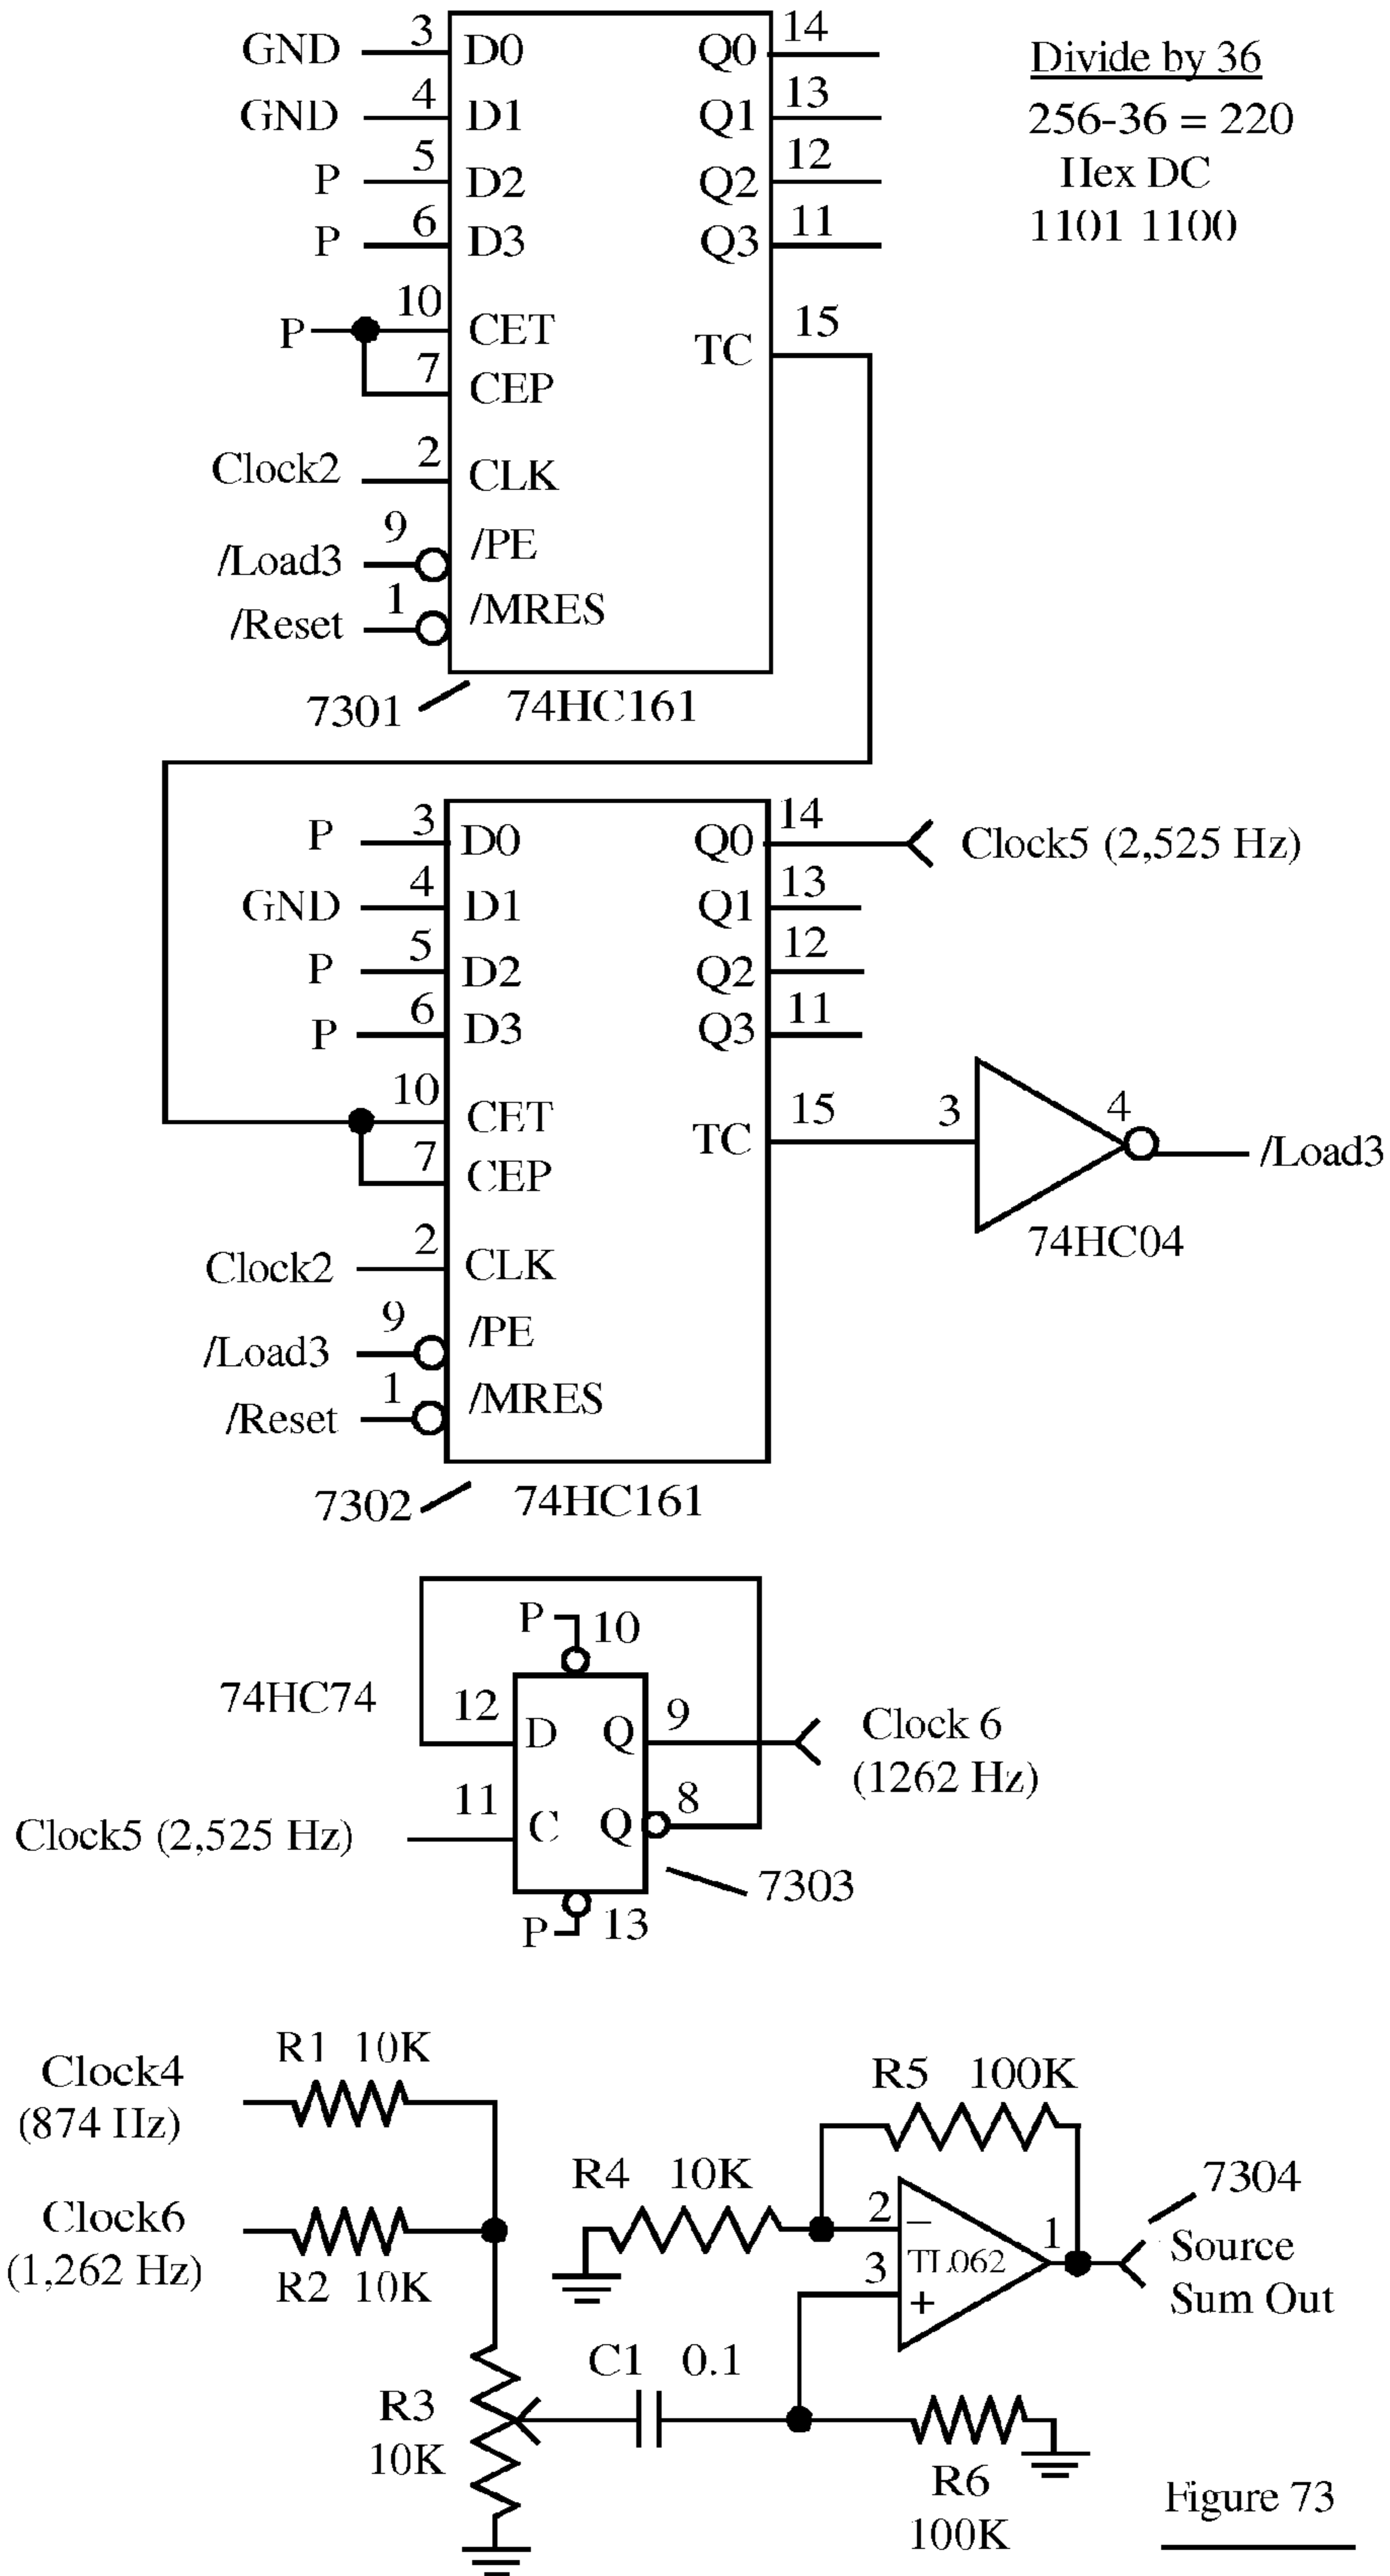 GND 3 D0 Q0 14
GND 4 D1 Q1 13
P 5 D2 Q2 12
P 6 D3 Q3 11
P 10 CET TC 15
7 CEP
Clock2 2 CLK
/Load3 9 /PE
/Reset 1 /MRES
7301 74HC161
Divide by 36
256-36 = 220
Hex DC
1101 1100
P 3 D0 Q0 14 Clock5 (2,525 Hz)
GND 4 D1 Q1 13
P 5 D2 Q2 12
P 6 D3 Q3 11
10 CET TC 15 3 4 /Load3
7 CEP
74HC04
Clock2 2 CLK
/Load3 9 /PE
/Reset 1 /MRES
7302 74HC161
P 10
74HC74
12 D Q 9 Clock 6
(1262 Hz)
Clock5 (2,525 Hz) 11 C Q 8
7303
P 13
Clock4
(874 Hz)
R1 10K
Clock6
(1,262 Hz)
R2 10K
R3
10K
R4 10K
R5 100K
2 −
3 +
TL062
1
7304
Source
Sum Out
C1 0.1
R6
100K
Figure 73